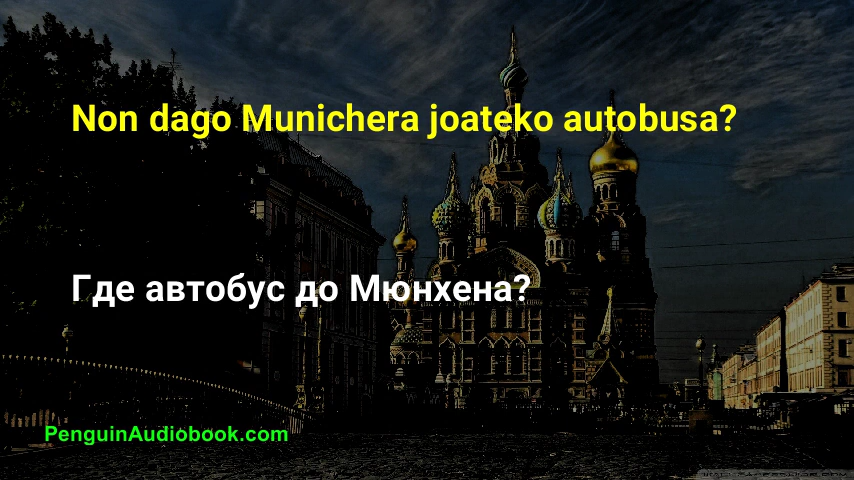 Non dago Munichera joateko autobusa?
Где автобус до Мюнхена?
PenguinAudiobook.com